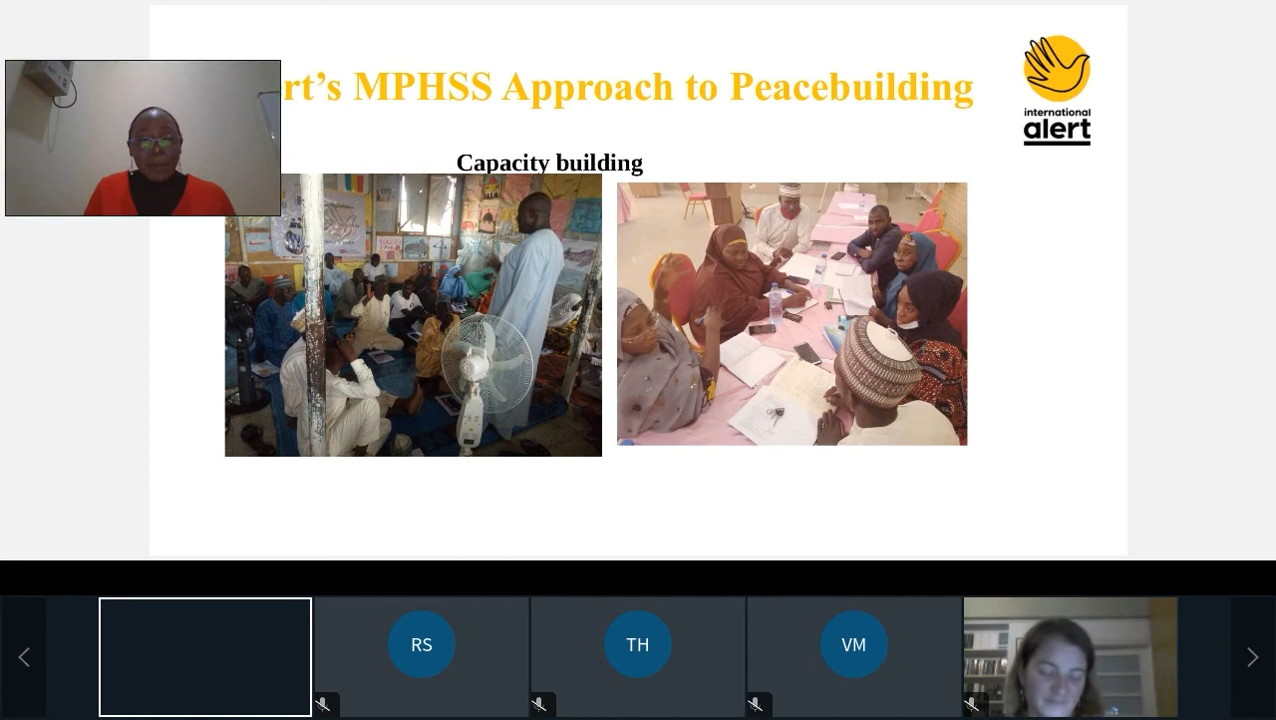 rt's MPHSS Approach to Peacebuilding
international
alert
Capacity building
RS
TH
VM